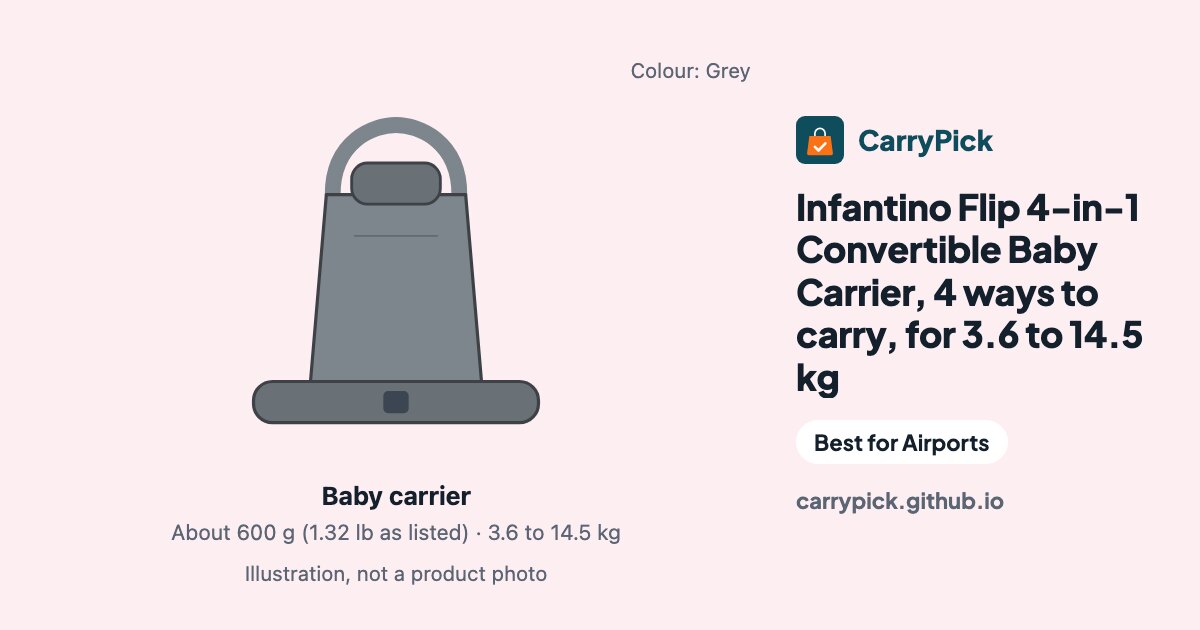 Colour: Grey
Baby carrier
About 600 g (1.32 lb as listed) · 3.6 to 14.5 kg
Illustration, not a product photo
CarryPick
Infantino Flip 4-in-1
Convertible Baby
Carrier, 4 ways to
carry, for 3.6 to 14.5
kg
Best for Airports
carrypick.github.io